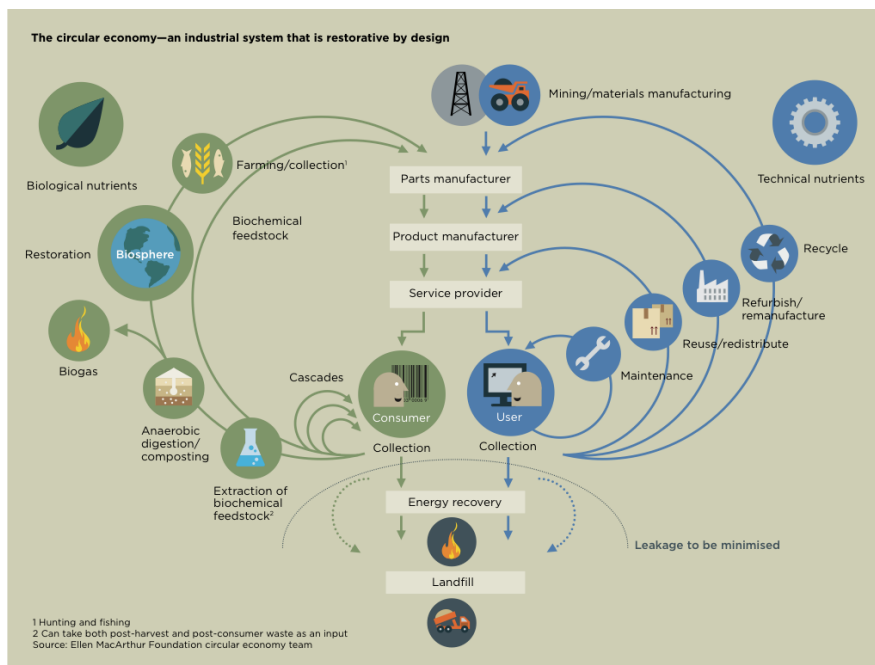 The circular economy—an industrial system that is restorative by design
Mining/materials manufacturing
Biological nutrients
Farming/collection¹
Technical nutrients
Parts manufacturer
Biochemical
feedstock
Product manufacturer
Restoration
Biosphere
Recycle
Service provider
Refurbish/
remanufacture
Biogas
Reuse/redistribute
Cascades
Maintenance
Consumer
User
Anaerobic
digestion/
composting
Collection
Collection
Extraction of
biochemical
feedstock²
Energy recovery
Leakage to be minimised
Landfill
1 Hunting and fishing
2 Can take both post-harvest and post-consumer waste as an input
Source: Ellen MacArthur Foundation circular economy team